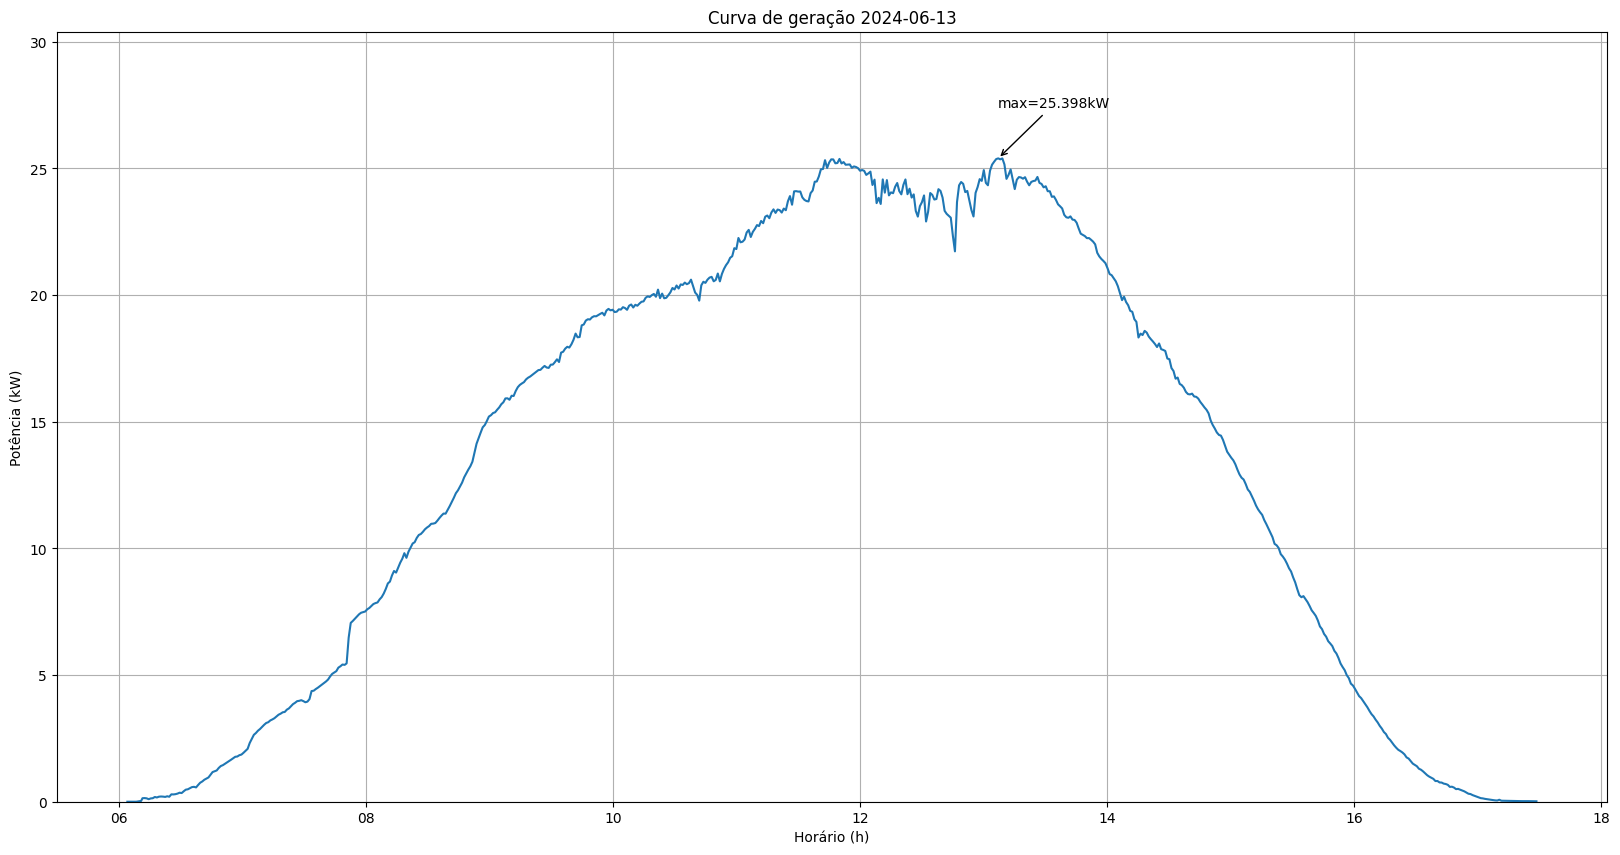 Curva de geração 2024-06-13
30
max=25.398kW
25
20
Potência (kW)
15
10
5
0
06 08 10 12 14 16 18
Horário (h)